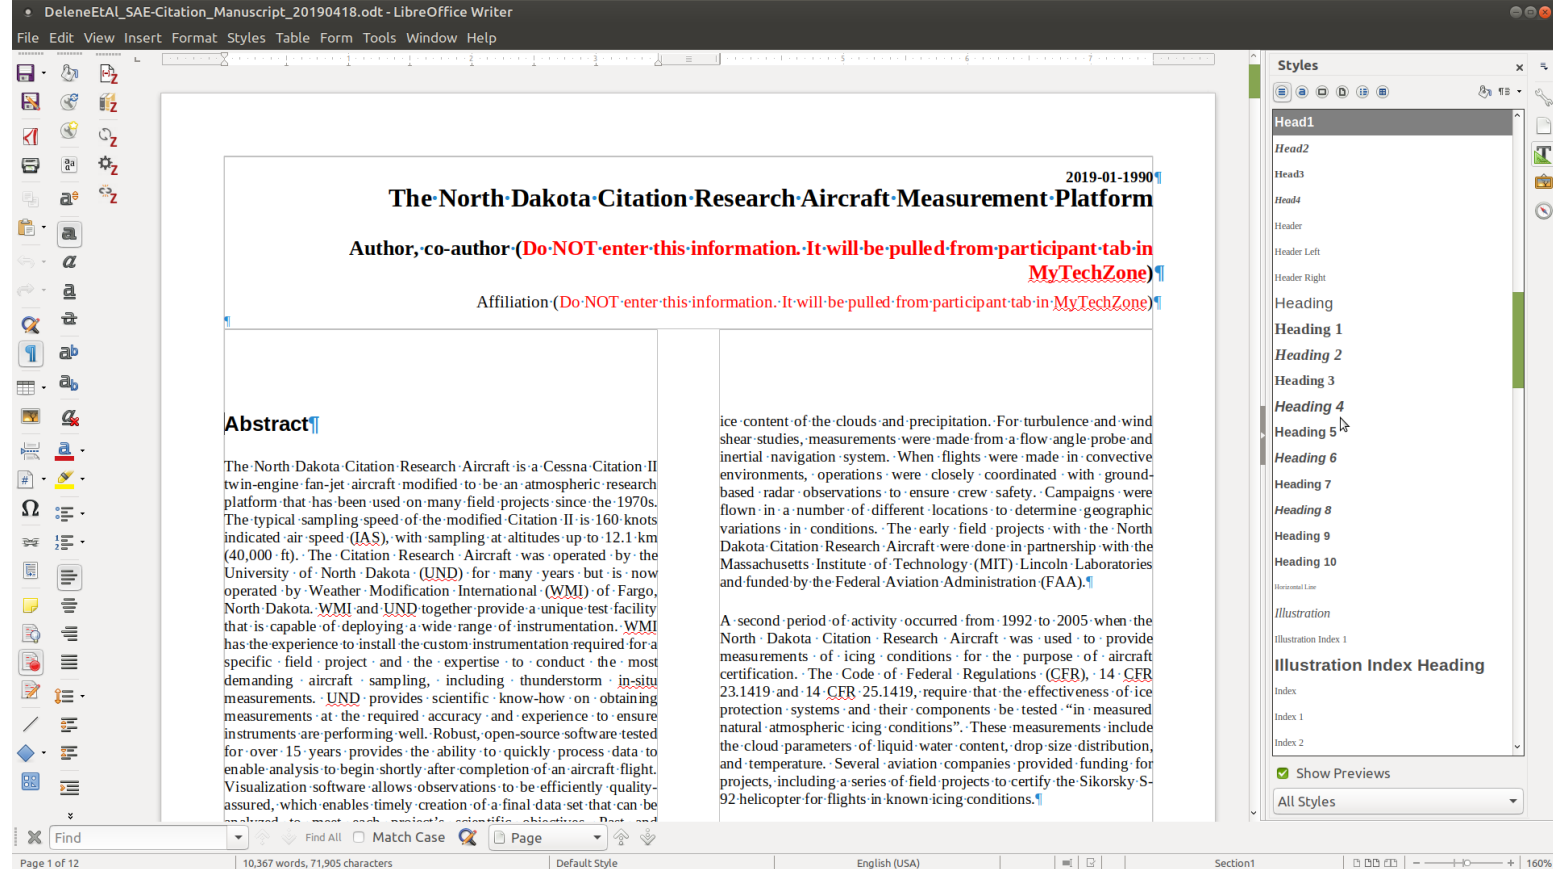 DeleneEtAl_SAE-Citation_Manuscript_20190418.odt - LibreOffice Writer
File Edit View Insert Format Styles Table Form Tools Window Help
Styles
2019-01-1990¶
The·North·Dakota·Citation·Research·Aircraft·Measurement·Platform
Author,·co-author·(Do·NOT·enter·this·information.·It·will·be·pulled·from·participant·tab·in·
MyTechZone)¶
Affiliation·(Do·NOT·enter·this·information.·It·will·be·pulled·from·participant·tab·in·MyTechZone)¶
¶
Abstract¶
The·North·Dakota·Citation·Research·Aircraft·is·a·Cessna·Citation·II
twin-engine·fan-jet·aircraft·modified·to·be·an·atmospheric·research
platform·that·has·been·used·on·many·field·projects·since·the·1970s.
The·typical·sampling·speed·of·the·modified·Citation·II·is·160·knots
indicated·air·speed·(IAS),·with·sampling·at·altitudes·up·to·12.1·km
(40,000·ft).·The·Citation·Research·Aircraft·was·operated·by·the
University·of·North·Dakota·(UND)·for·many·years·but·is·now
operated·by·Weather·Modification·International·(WMI)·of·Fargo,
North·Dakota.·WMI·and·UND·together·provide·a·unique·test·facility
that·is·capable·of·deploying·a·wide·range·of·instrumentation.·WMI
has·the·experience·to·install·the·custom·instrumentation·required·for·a
specific·field·project·and·the·expertise·to·conduct·the·most
demanding·aircraft·sampling,·including·thunderstorm·in-situ
measurements.·UND·provides·scientific·know-how·on·obtaining
measurements·at·the·required·accuracy·and·experience·to·ensure
instruments·are·performing·well.·Robust,·open-source·software·tested
for·over·15·years·provides·the·ability·to·quickly·process·data·to
enable·analysis·to·begin·shortly·after·completion·of·an·aircraft·flight.
Visualization·software·allows·observations·to·be·efficiently·quality-
assured,·which·enables·timely·creation·of·a·final·data·set·that·can·be
analyzed·to·meet·each·project's·scientific·objectives.·Past·and
ice·content·of·the·clouds·and·precipitation.·For·turbulence·and·wind
shear·studies,·measurements·were·made·from·a·flow·angle·probe·and
inertial·navigation·system.·When·flights·were·made·in·convective
environments,·operations·were·closely·coordinated·with·ground-
based·radar·observations·to·ensure·crew·safety.·Campaigns·were
flown·in·a·number·of·different·locations·to·determine·geographic
variations·in·conditions.·The·early·field·projects·with·the·North
Dakota·Citation·Research·Aircraft·were·done·in·partnership·with·the
Massachusetts·Institute·of·Technology·(MIT)·Lincoln·Laboratories
and·funded·by·the·Federal·Aviation·Administration·(FAA).¶
A·second·period·of·activity·occurred·from·1992·to·2005·when·the
North·Dakota·Citation·Research·Aircraft·was·used·to·provide
measurements·of·icing·conditions·for·the·purpose·of·aircraft
certification.·The·Code·of·Federal·Regulations·(CFR),·14·CFR
23.1419·and·14·CFR·25.1419,·require·that·the·effectiveness·of·ice
protection·systems·and·their·components·be·tested·“in·measured
natural·atmospheric·icing·conditions”.·These·measurements·include
the·cloud·parameters·of·liquid·water·content,·drop·size·distribution,
and·temperature.·Several·aviation·companies·provided·funding·for
projects,·including·a·series·of·field·projects·to·certify·the·Sikorsky·S-
92·helicopter·for·flights·in·known·icing·conditions.¶
Head1
Head2
Head3
Head4
Header
Header Left
Header Right
Heading
Heading 1
Heading 2
Heading 3
Heading 4
Heading 5
Heading 6
Heading 7
Heading 8
Heading 9
Heading 10
Horizontal Line
Illustration
Illustration Index 1
Illustration Index Heading
Index
Index 1
Index 2
Show Previews
All Styles
Find Find All Match Case Page
Page 1 of 12 10,367 words, 71,905 characters Default Style English (USA) Section1 160%